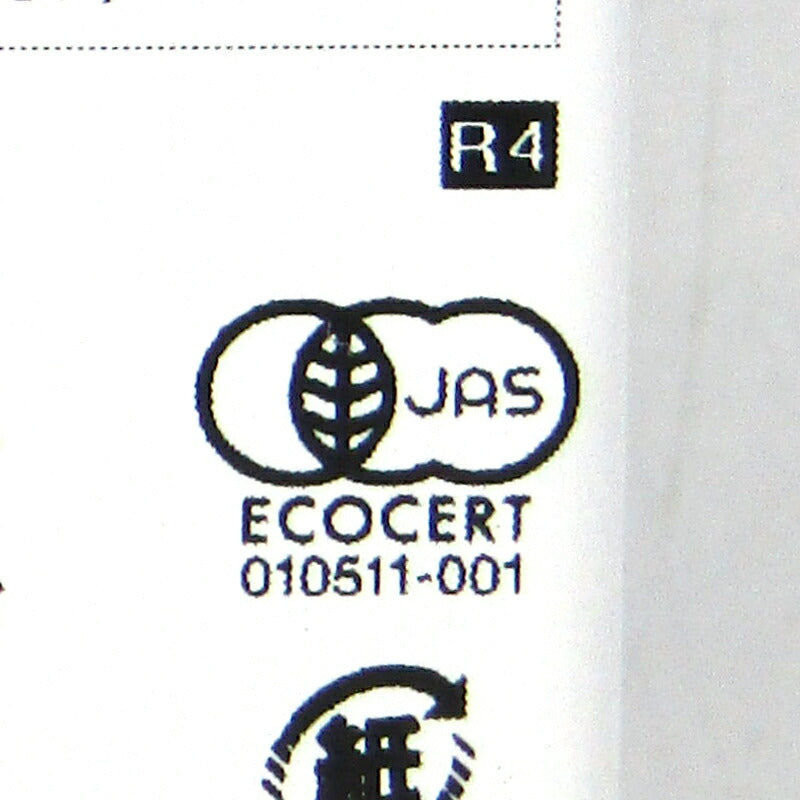 R4
JAS
ECOCERT
010511-001
紙